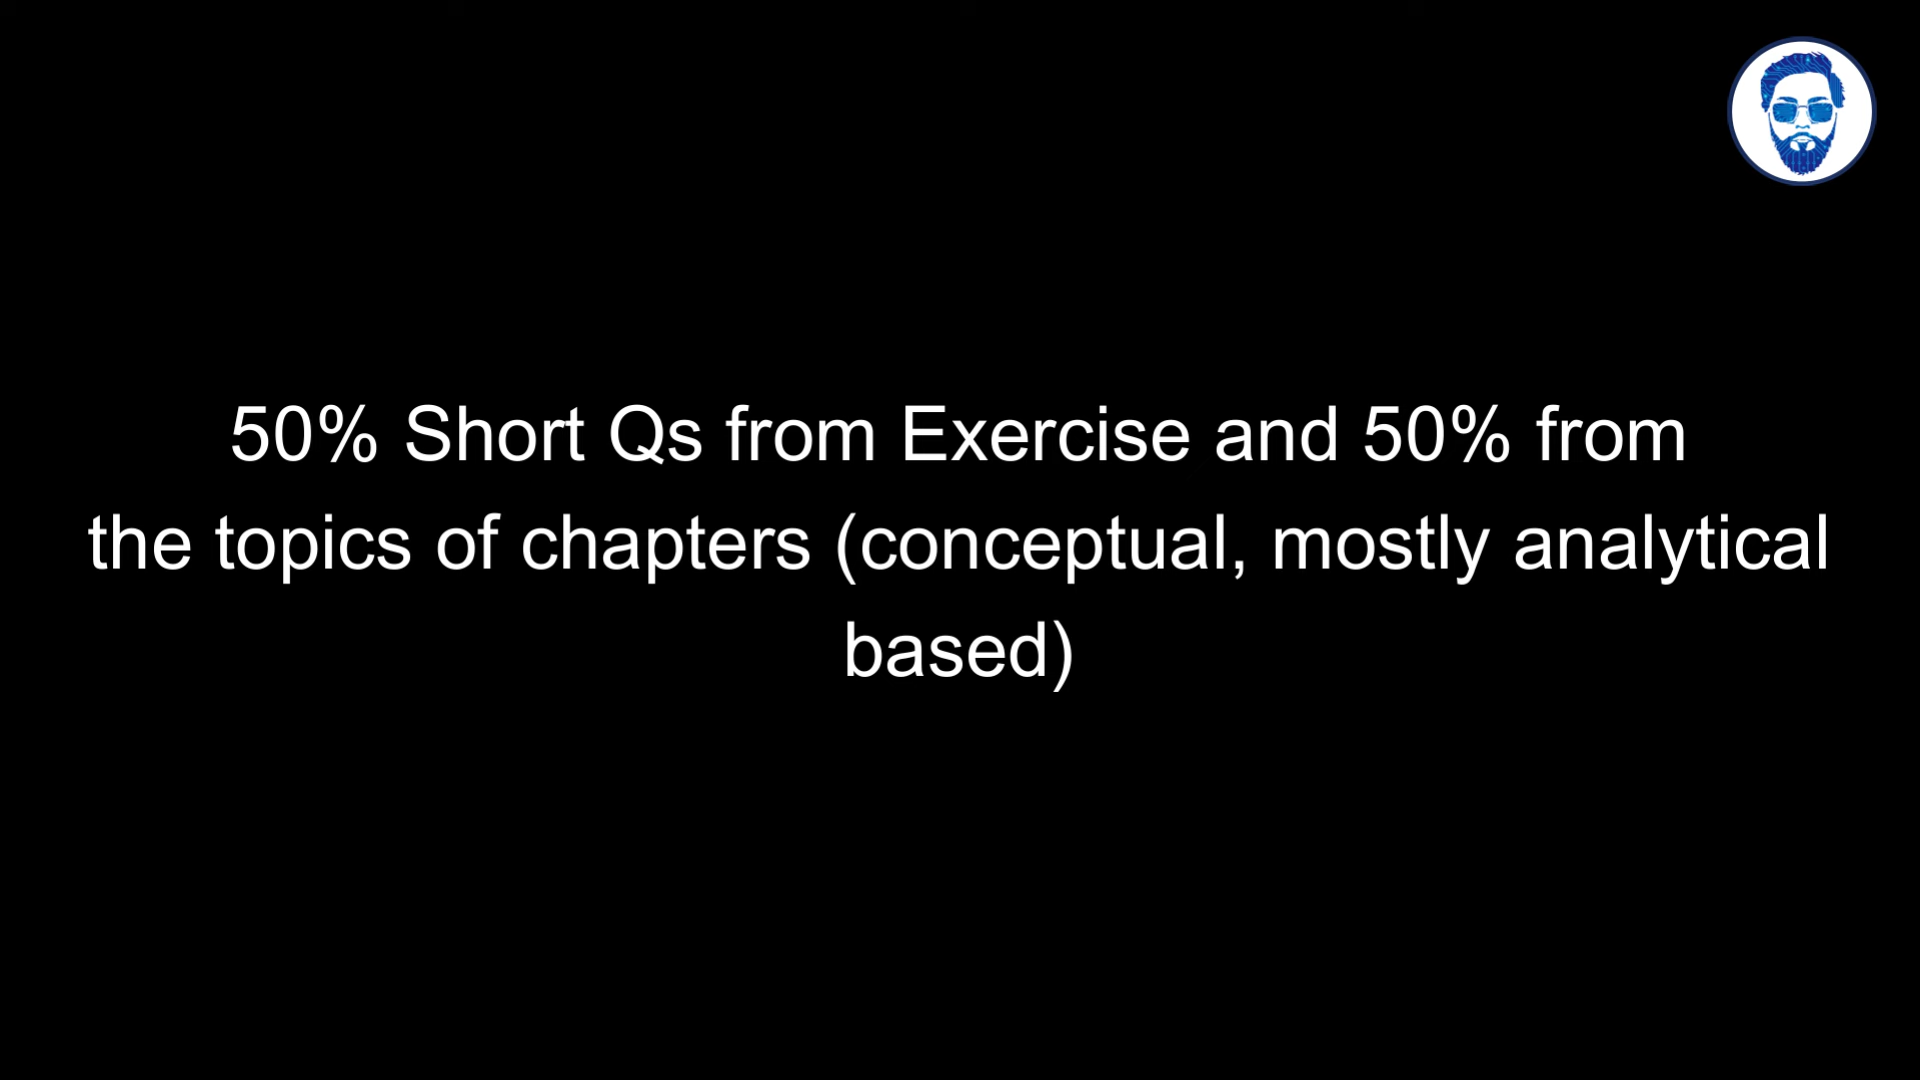 50% Short Qs from Exercise and 50% from
the topics of chapters (conceptual, mostly analytical
based)